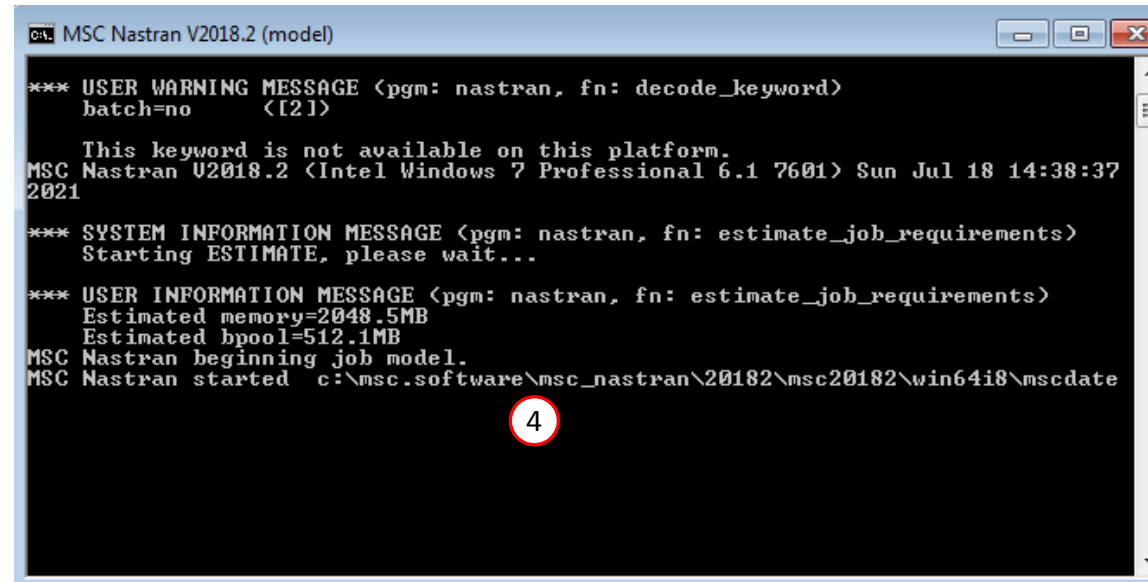 MSC Nastran V2018.2 (model)
*** USER WARNING MESSAGE (pgm: nastran, fn: decode_keyword)
batch=no ([2])
This keyword is not available on this platform.
MSC Nastran V2018.2 (Intel Windows 7 Professional 6.1 7601) Sun Jul 18 14:38:37
2021
*** SYSTEM INFORMATION MESSAGE (pgm: nastran, fn: estimate_job_requirements)
Starting ESTIMATE, please wait...
*** USER INFORMATION MESSAGE (pgm: nastran, fn: estimate_job_requirements)
Estimated memory=2048.5MB
Estimated bpool=512.1MB
MSC Nastran beginning job model.
MSC Nastran started c:\msc.software\msc_nastran\20182\msc20182\win64i8\mscdate
4